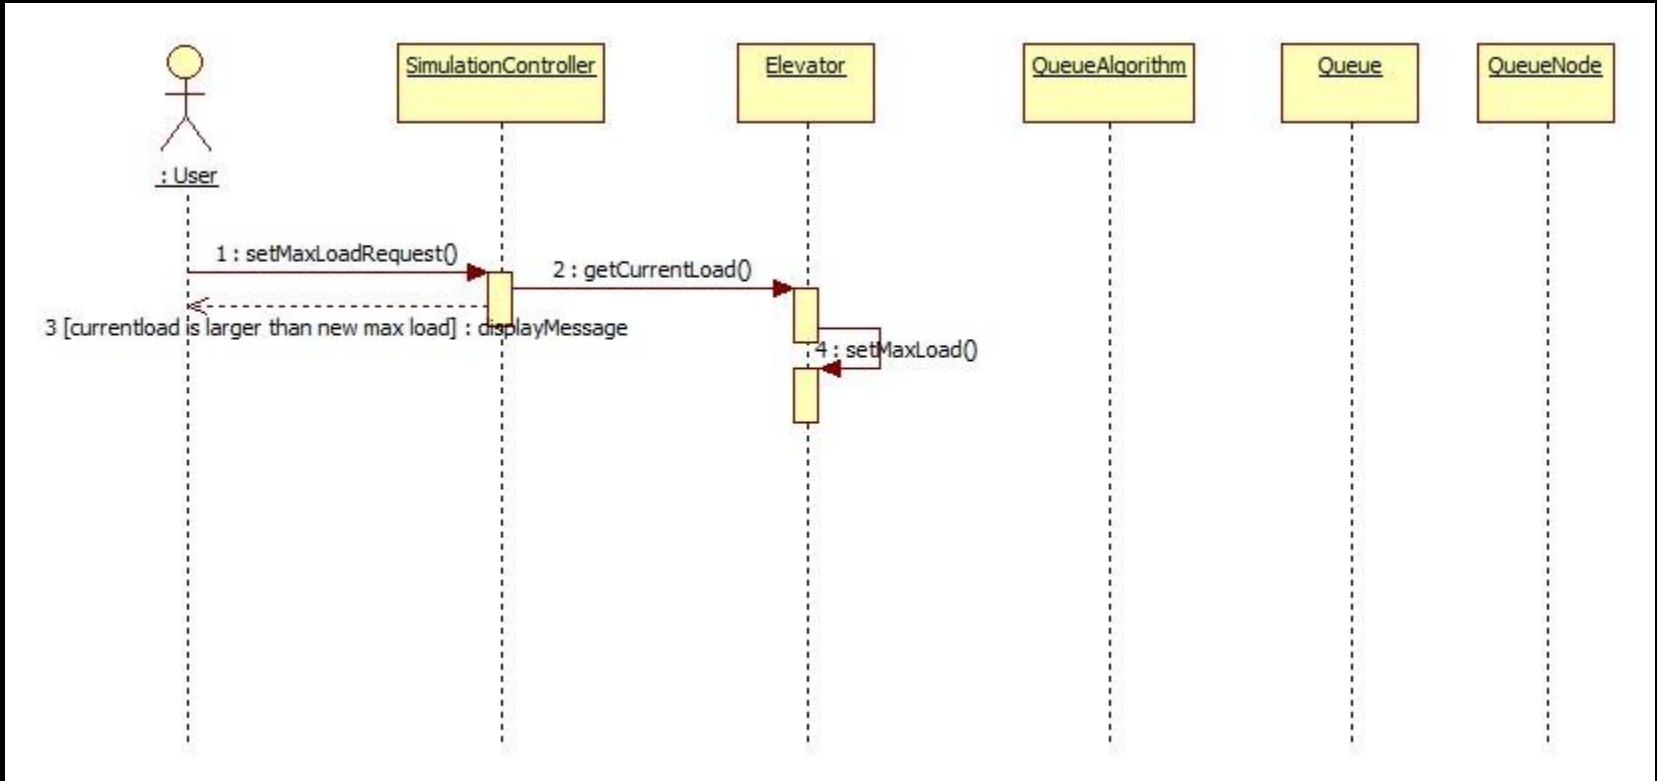 SimulationController
Elevator
QueueAlgorithm
Queue
QueueNode
: User
1 : setMaxLoadRequest()
2 : getCurrentLoad()
3 [currentload is larger than new max load] : displayMessage
4 : setMaxLoad()